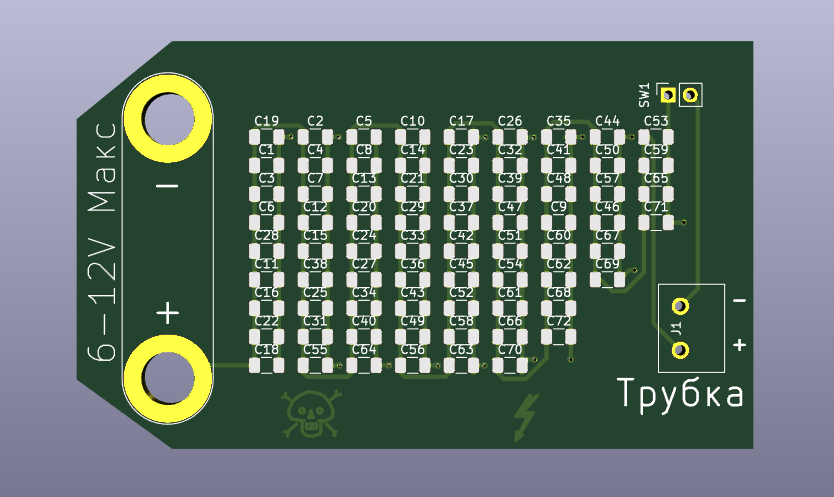 SW1
C19 C2 C5 C10 C17 C26 C35 C44 C53
C1 C4 C8 C14 C23 C32 C41 C50 C59
C3 C7 C13 C21 C30 C39 C48 C57 C65
C6 C12 C20 C29 C37 C47 C9 C46 C71
C28 C15 C24 C33 C42 C51 C60 C67
C11 C38 C27 C36 C45 C54 C62 C69
C16 C25 C34 C43 C52 C61 C68
C22 C31 C40 C49 C58 C66 C72
C18 C55 C64 C56 C63 C70
6-12V Макс
−
+
J1
−
+
Трубка